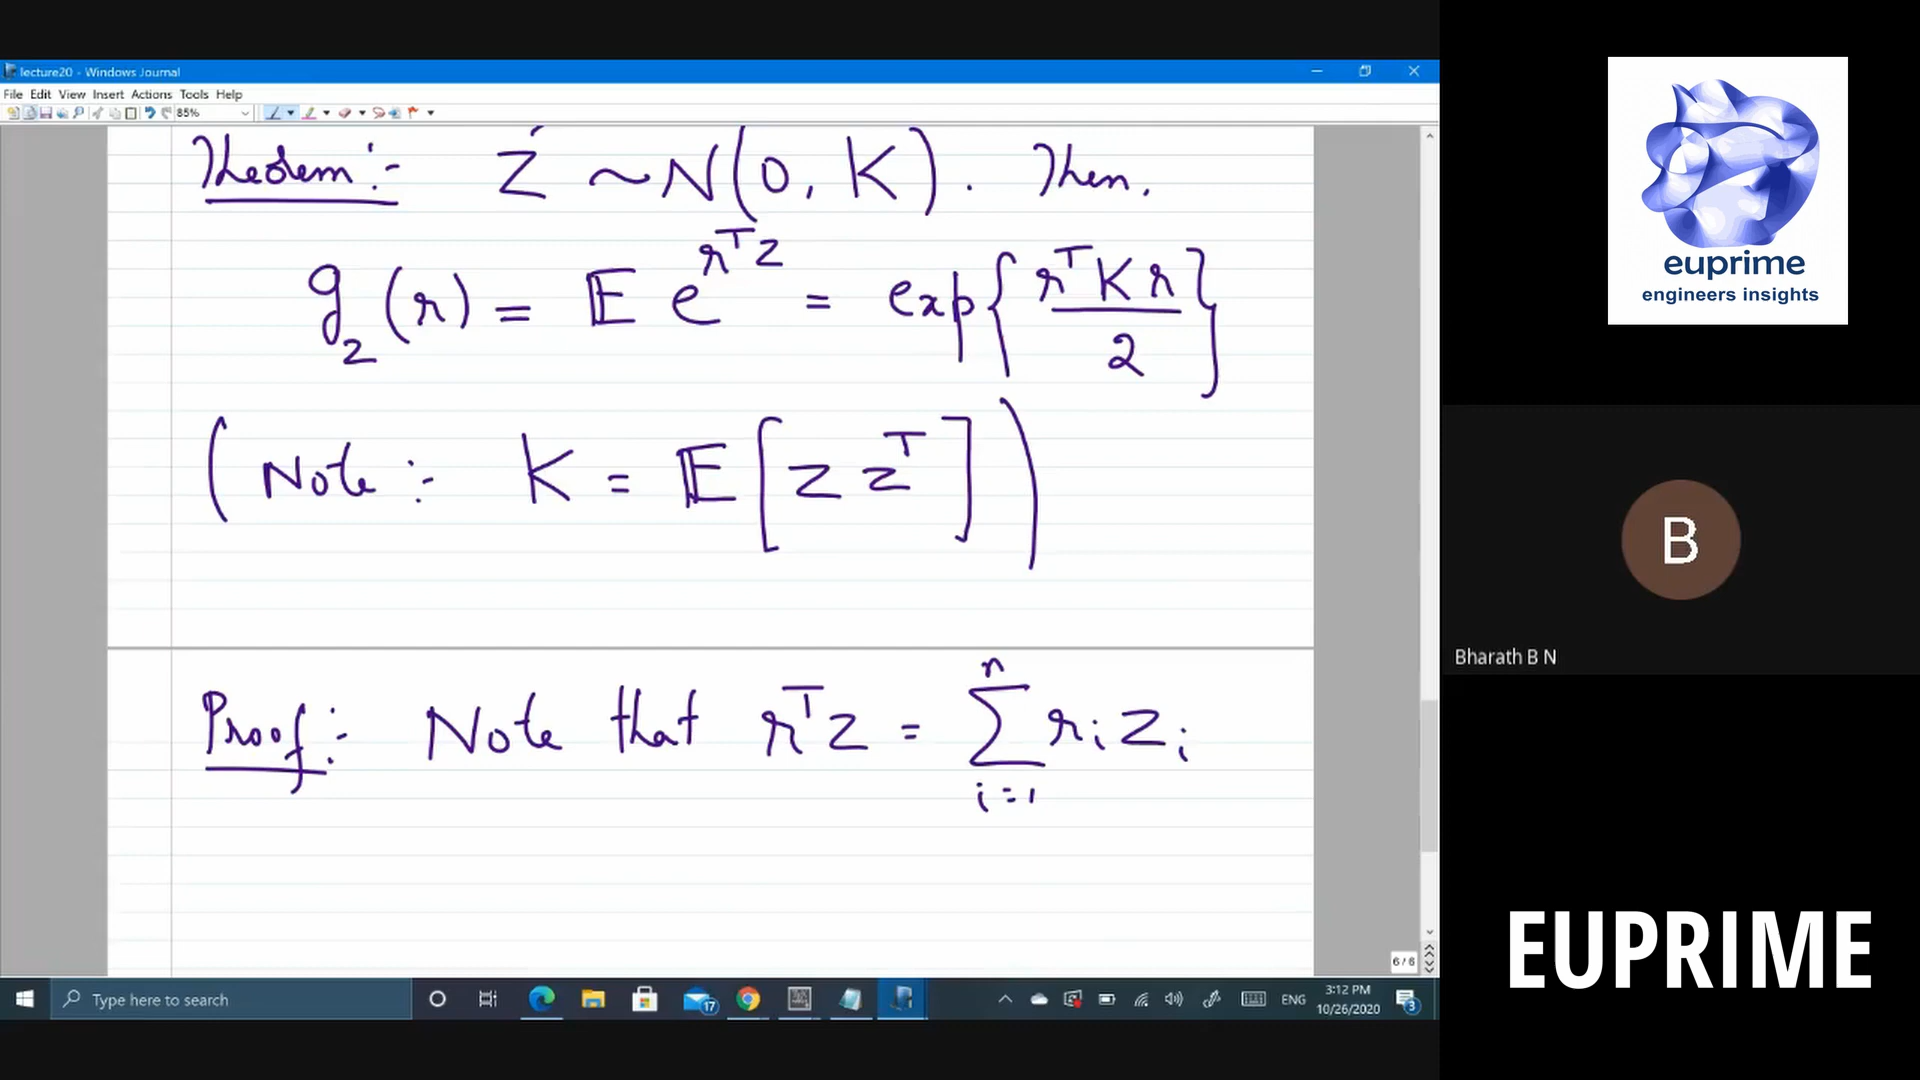 lecture20 - Windows Journal
File Edit View Insert Actions Tools Help
85%
Theorem :- Z ~ N(0, K). Then,
g_Z(r) = 𝔼 e^{r^T Z} = exp{ r^T K r / 2 }
(Note :- K = 𝔼[Z Z^T])
Proof :- Note that r^T Z = ∑_{i=1}^{n} r_i Z_i
6 / 6
Type here to search
17
ENG
3:12 PM
10/26/2020
3
euprime
engineers insights
B
Bharath B N
EUPRIME